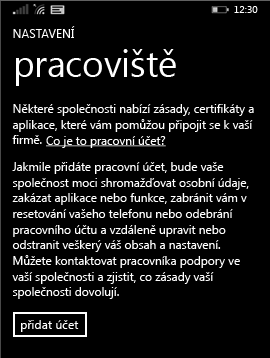 12:30
NASTAVENÍ
pracoviště
Některé společnosti nabízí zásady, certifikáty a
aplikace, které vám pomůžou připojit se k vaší
firmě. Co je to pracovní účet?
Jakmile přidáte pracovní účet, bude vaše
společnost moci shromažďovat osobní údaje,
zakázat aplikace nebo funkce, zabránit vám v
resetování vašeho telefonu nebo odebrání
pracovního účtu a vzdáleně upravit nebo
odstranit veškerý váš obsah a nastavení.
Můžete kontaktovat pracovníka podpory ve
vaší společnosti a zjistit, co zásady vaší
společnosti dovolují.
přidat účet